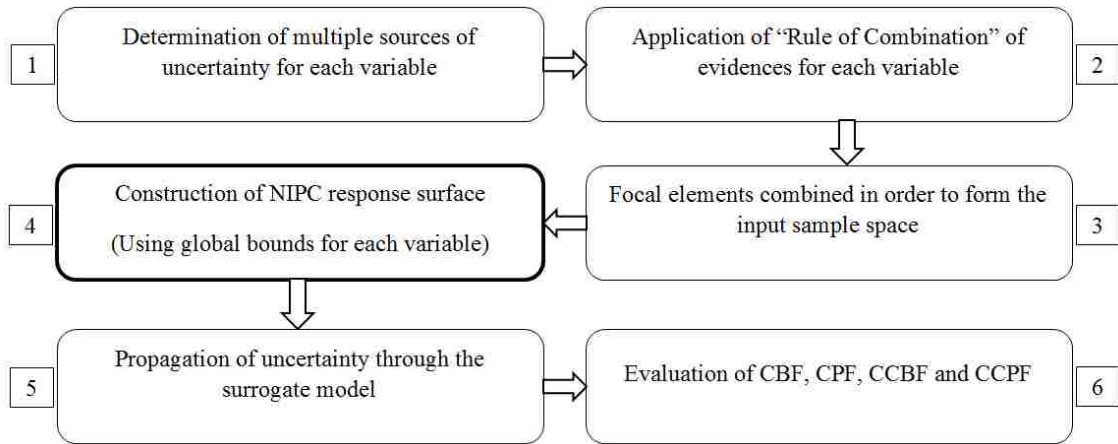 1
Determination of multiple sources of
uncertainty for each variable
Application of “Rule of Combination” of
evidences for each variable
2
4
Construction of NIPC response surface
(Using global bounds for each variable)
Focal elements combined in order to form the
input sample space
3
5
Propagation of uncertainty through the
surrogate model
Evaluation of CBF, CPF, CCBF and CCPF
6